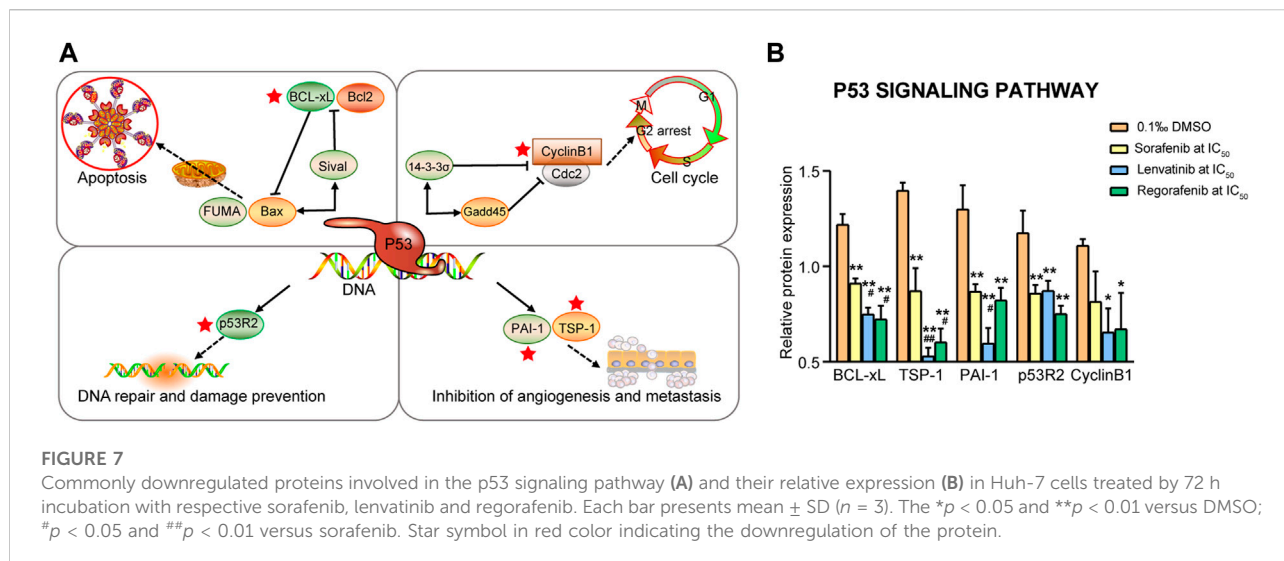 A
BCL-xL Bcl2
Sival
Apoptosis
FUMA Bax
14-3-3σ
CyclinB1
Cdc2
Gadd45
M
G1
G2 arrest
S
Cell cycle
P53
DNA
p53R2
DNA repair and damage prevention
PAI-1 TSP-1
Inhibition of angiogenesis and metastasis
B
P53 SIGNALING PATHWAY
0.1‰ DMSO
Sorafenib at IC50
Lenvatinib at IC50
Regorafenib at IC50
Relative protein expression
1.5
1.0
0.5
**
**
#
**
#
**
**
##
**
#
**
**
#
**
**
**
**
*
*
BCL-xL TSP-1 PAI-1 p53R2 CyclinB1
FIGURE 7
Commonly downregulated proteins involved in the p53 signaling pathway (A) and their relative expression (B) in Huh-7 cells treated by 72 h
incubation with respective sorafenib, lenvatinib and regorafenib. Each bar presents mean ± SD (n = 3). The *p < 0.05 and **p < 0.01 versus DMSO;
#p < 0.05 and ##p < 0.01 versus sorafenib. Star symbol in red color indicating the downregulation of the protein.